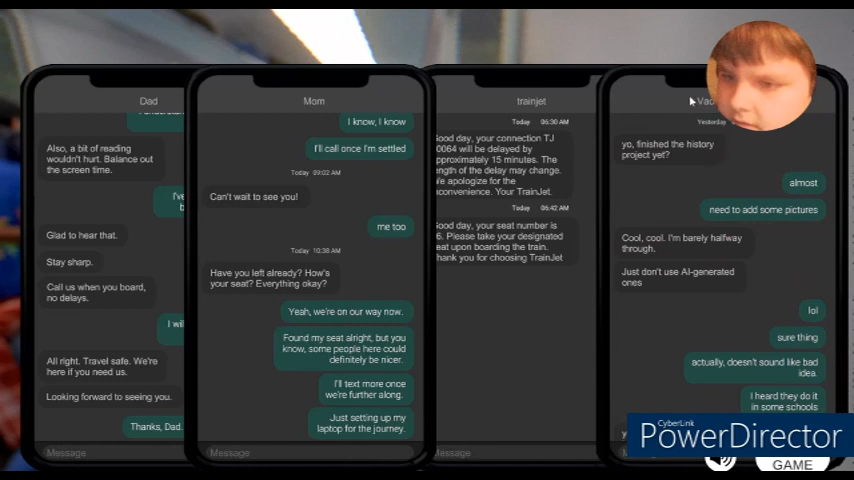 Dad
Also, a bit of reading
wouldn't hurt. Balance out
the screen time.
I've
Glad to hear that.
Stay sharp.
Call us when you board,
no delays.
I will
All right. Travel safe. We're
here if you need us.
Looking forward to seeing you.
Thanks, Dad.
Message
Mom
I know, I know
I'll call once I'm settled
Today 09:02 AM
Can't wait to see you!
me too
Today 10:38 AM
Have you left already? How's
your seat? Everything okay?
Yeah, we're on our way now.
Found my seat alright, but you
know, some people here could
definitely be nicer.
I'll text more once
we're further along.
Just setting up my
laptop for the journey.
Message
trainjet
Today 06:30 AM
ood day, your connection TJ
0064 will be delayed by
pproximately 15 minutes. The
ngth of the delay may change.
e apologize for the
convenience. Your TrainJet.
Today 06:42 AM
ood day, your seat number is
6. Please take your designated
eat upon boarding the train.
hank you for choosing TrainJet
Message
Yesterday
yo, finished the history
project yet?
almost
need to add some pictures
Cool, cool. I'm barely halfway
through.
Just don't use AI-generated
ones
lol
sure thing
actually, doesn't sound like bad
idea.
I heard they do it
in some schools
CyberLink
PowerDirector
GAME